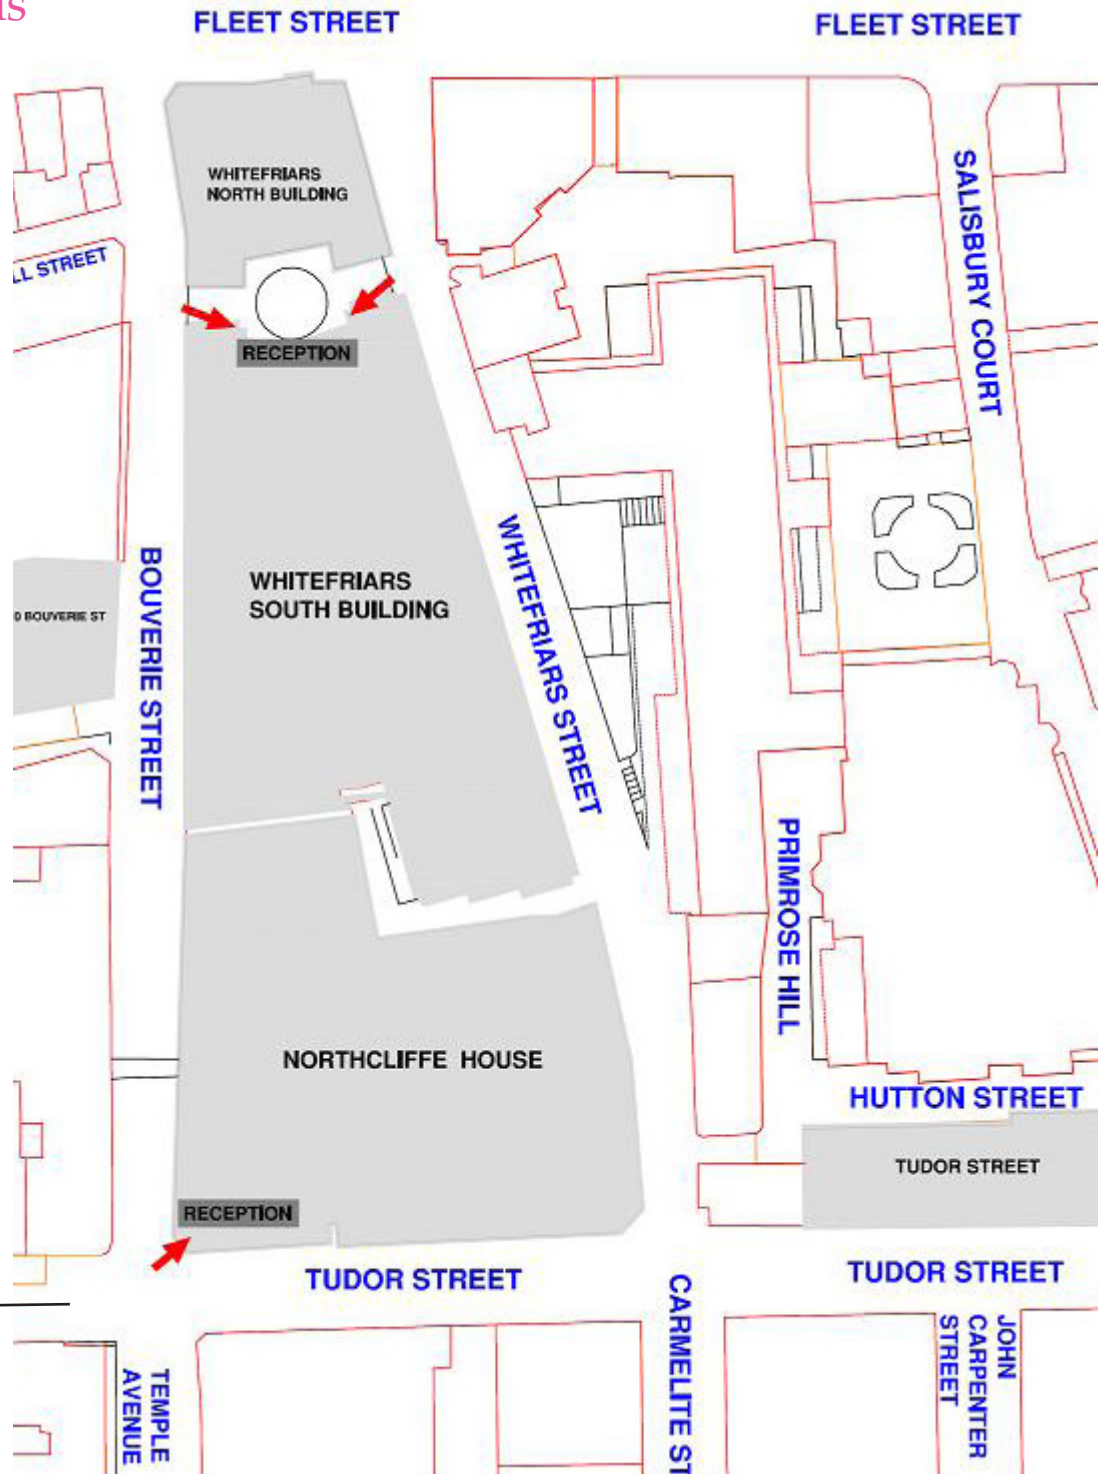 FLEET STREET
FLEET STREET
WHITEFRIARS
NORTH BUILDING
SALISBURY COURT
LL STREET
RECEPTION
WHITEFRIARS STREET
BOUVERIE STREET
WHITEFRIARS
SOUTH BUILDING
0 BOUVERIE ST
PRIMROSE HILL
NORTHCLIFFE HOUSE
HUTTON STREET
TUDOR STREET
RECEPTION
TUDOR STREET
TUDOR STREET
CARMELITE ST
JOHN
CARPENTER
STREET
TEMPLE
AVENUE